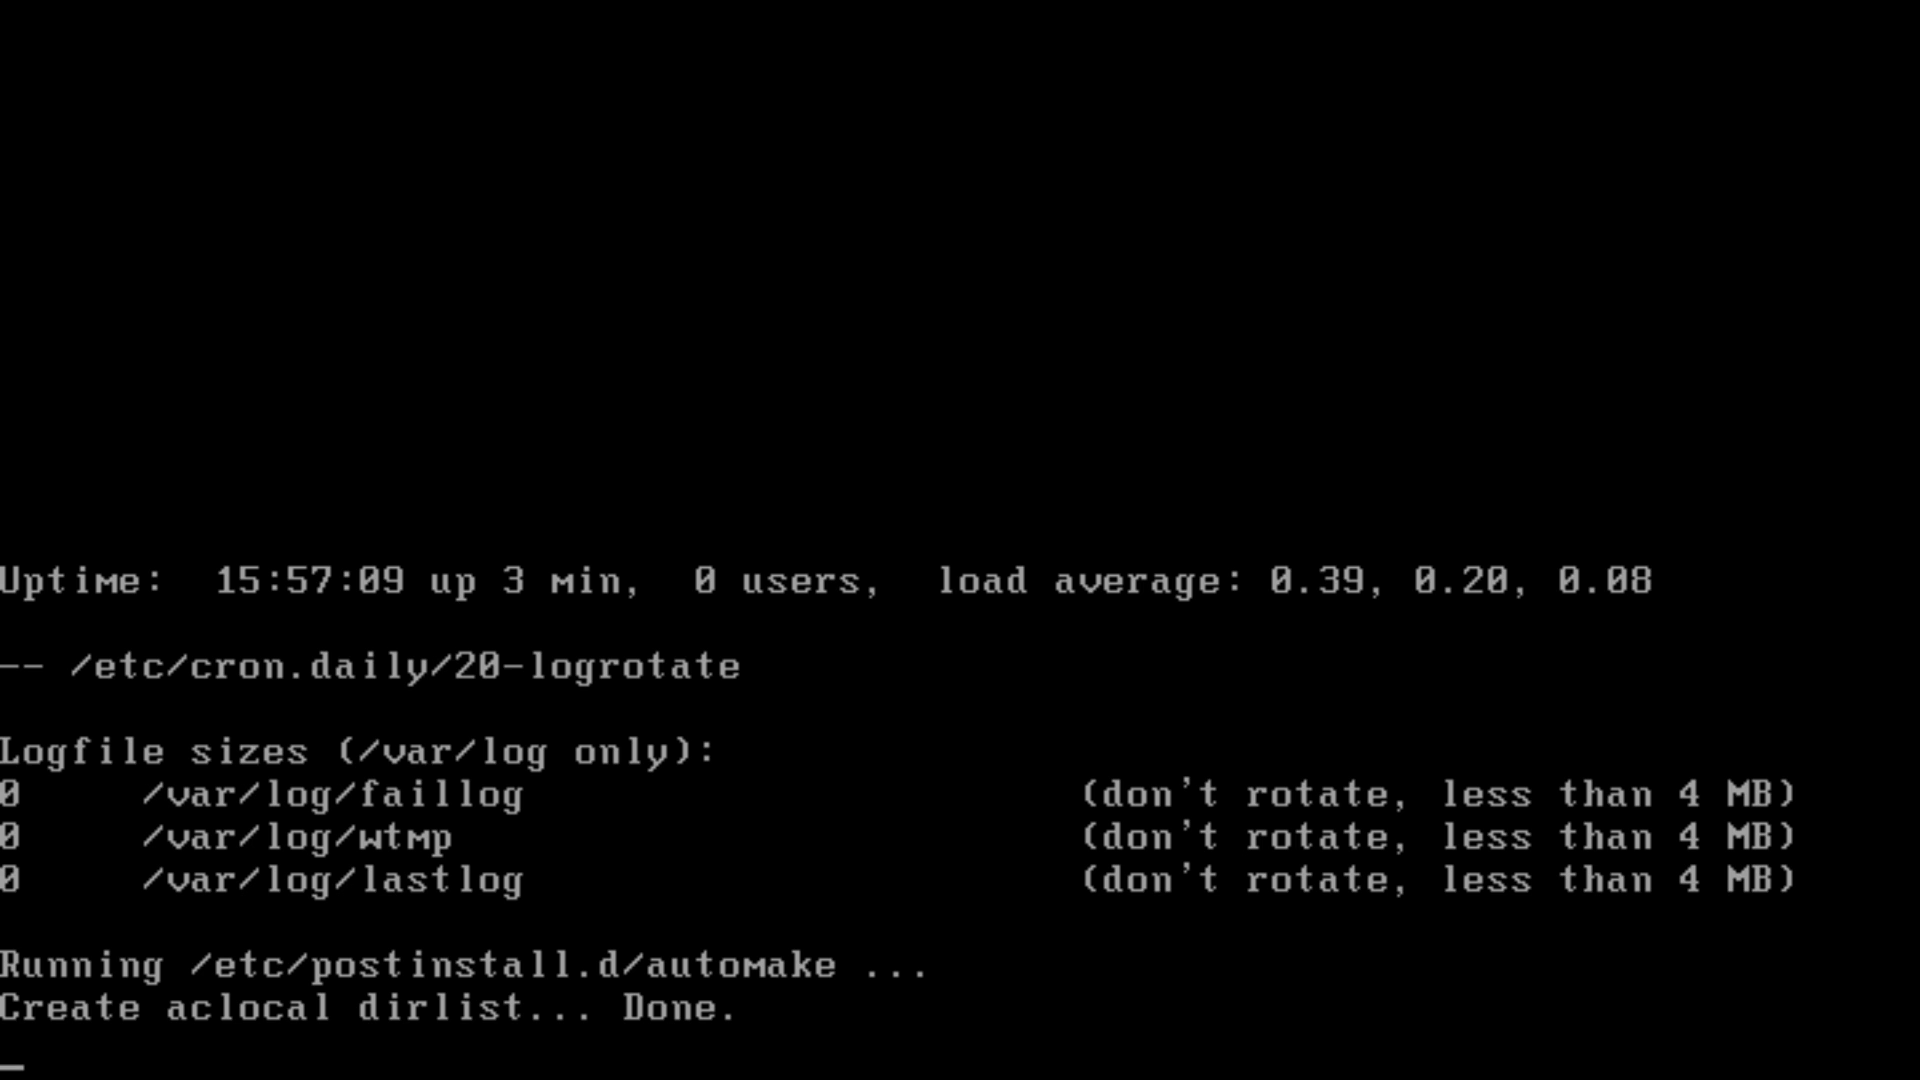 Uptime:  15:57:09 up 3 min,  0 users,  load average: 0.39, 0.20, 0.08
-- /etc/cron.daily/20-logrotate
Logfile sizes (/var/log only):
0     /var/log/faillog                       (don't rotate, less than 4 MB)
0     /var/log/wtmp                          (don't rotate, less than 4 MB)
0     /var/log/lastlog                       (don't rotate, less than 4 MB)
Running /etc/postinstall.d/automake ...
Create aclocal dirlist... Done.